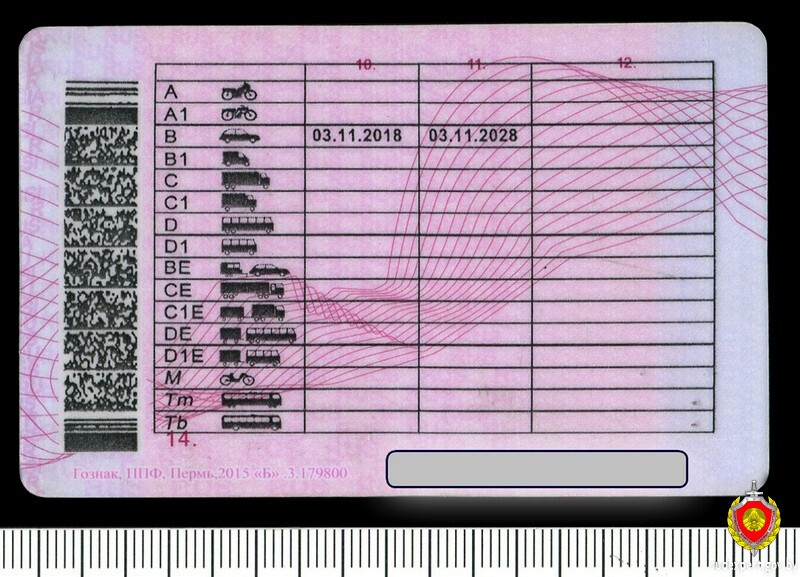 10. 11. 12.
A
A1
B 03.11.2018 03.11.2028
B1
C
C1
D
D1
BE
CE
C1E
DE
D1E
M
Tm
Tb
14.
Гознак, ППФ, Пермь,2015 «Б» .3.179800